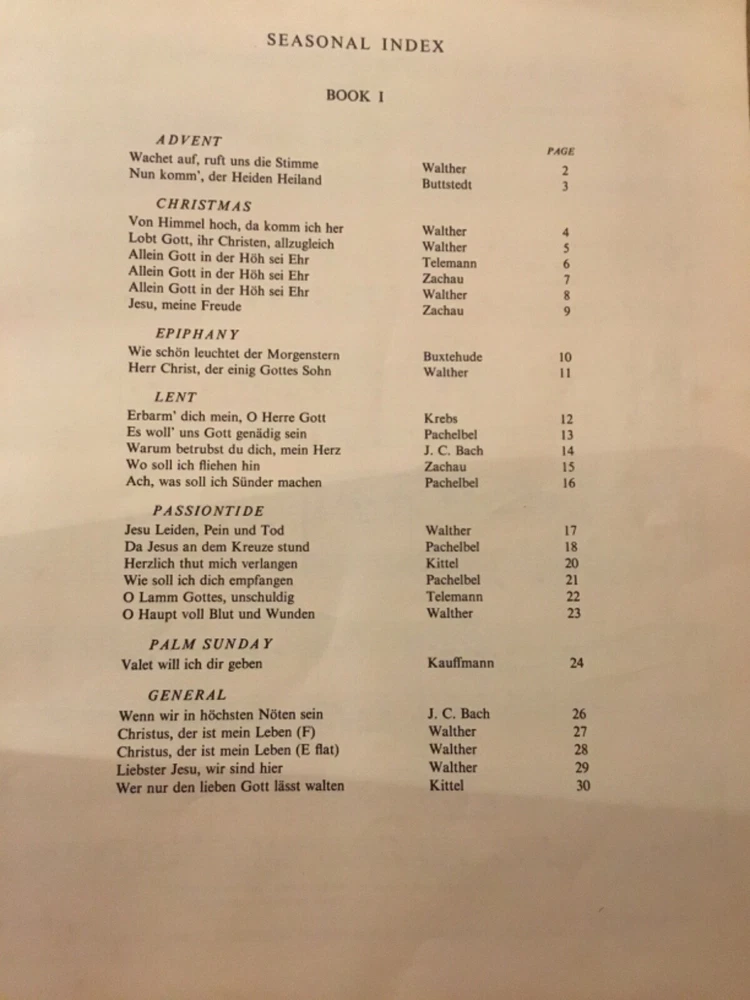 SEASONAL INDEX
BOOK I
ADVENT
PAGE
Wachet auf, ruft uns die Stimme Walther 2
Nun komm', der Heiden Heiland Buttstedt 3
CHRISTMAS
Von Himmel hoch, da komm ich her Walther 4
Lobt Gott, ihr Christen, allzugleich Walther 5
Allein Gott in der Höh sei Ehr Telemann 6
Allein Gott in der Höh sei Ehr Zachau 7
Allein Gott in der Höh sei Ehr Walther 8
Jesu, meine Freude Zachau 9
EPIPHANY
Wie schön leuchtet der Morgenstern Buxtehude 10
Herr Christ, der einig Gottes Sohn Walther 11
LENT
Erbarm' dich mein, O Herre Gott Krebs 12
Es woll' uns Gott genädig sein Pachelbel 13
Warum betrubst du dich, mein Herz J. C. Bach 14
Wo soll ich fliehen hin Zachau 15
Ach, was soll ich Sünder machen Pachelbel 16
PASSIONTIDE
Jesu Leiden, Pein und Tod Walther 17
Da Jesus an dem Kreuze stund Pachelbel 18
Herzlich thut mich verlangen Kittel 20
Wie soll ich dich empfangen Pachelbel 21
O Lamm Gottes, unschuldig Telemann 22
O Haupt voll Blut und Wunden Walther 23
PALM SUNDAY
Valet will ich dir geben Kauffmann 24
GENERAL
Wenn wir in höchsten Nöten sein J. C. Bach 26
Christus, der ist mein Leben (F) Walther 27
Christus, der ist mein Leben (E flat) Walther 28
Liebster Jesu, wir sind hier Walther 29
Wer nur den lieben Gott lässt walten Kittel 30